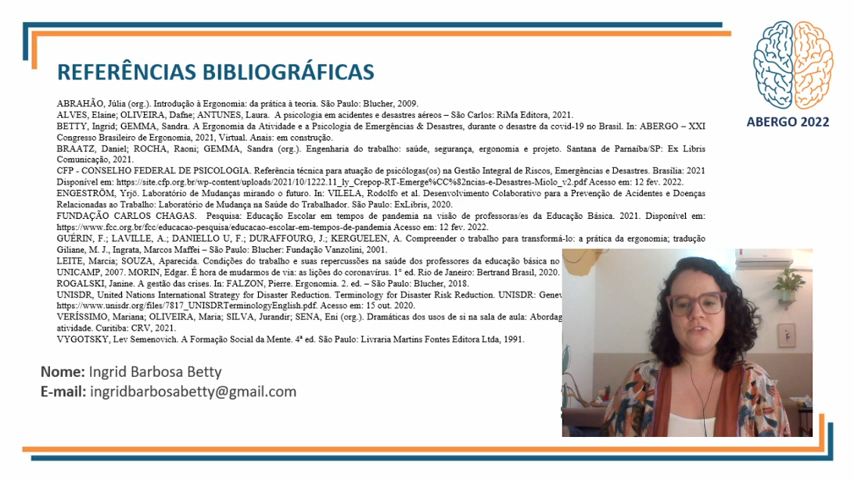 REFERÊNCIAS BIBLIOGRÁFICAS
ABERGO 2022
ABRAHÃO, Júlia (org.). Introdução à Ergonomia: da prática à teoria. São Paulo: Blucher, 2009.
ALVES, Elaine; OLIVEIRA, Dafne; ANTUNES, Laura. A psicologia em acidentes e desastres aéreos – São Carlos: RiMa Editora, 2021.
BETTY, Ingrid; GEMMA, Sandra. A Ergonomia da Atividade e a Psicologia de Emergências & Desastres, durante o desastre da covid-19 no Brasil. In: ABERGO – XXI
Congresso Brasileiro de Ergonomia, 2021, Virtual. Anais: em construção.
BRAATZ, Daniel; ROCHA, Raoni; GEMMA, Sandra (org.). Engenharia do trabalho: saúde, segurança, ergonomia e projeto. Santana de Parnaíba/SP: Ex Libris
Comunicação, 2021.
CFP - CONSELHO FEDERAL DE PSICOLOGIA. Referência técnica para atuação de psicólogas(os) na Gestão Integral de Riscos, Emergências e Desastres. Brasília: 2021
Disponível em: https://site.cfp.org.br/wp-content/uploads/2021/10/1222.11_ly_Crepop-RT-Emerge%CC%82ncias-e-Desastres-Miolo_v2.pdf Acesso em: 12 fev. 2022.
ENGESTRÖM, Yrjö. Laboratório de Mudanças mirando o futuro. In: VILELA, Rodolfo et al. Desenvolvimento Colaborativo para a Prevenção de Acidentes e Doenças
Relacionadas ao Trabalho: Laboratório de Mudança na Saúde do Trabalhador. São Paulo: ExLibris, 2020.
FUNDAÇÃO CARLOS CHAGAS. Pesquisa: Educação Escolar em tempos de pandemia na visão de professoras/es da Educação Básica. 2021. Disponível em:
https://www.fcc.org.br/fcc/educacao-pesquisa/educacao-escolar-em-tempos-de-pandemia Acesso em: 12 fev. 2022.
GUÉRIN, F.; LAVILLE, A.; DANIELLO U, F.; DURAFFOURG, J.; KERGUELEN, A. Compreender o trabalho para transformá-lo: a prática da ergonomia; tradução
Giliane, M. J., Ingrata, Marcos Maffei – São Paulo: Blucher: Fundação Vanzolini, 2001.
LEITE, Marcia; SOUZA, Aparecida. Condições do trabalho e suas repercussões na saúde dos professores da educação básica no
UNICAMP, 2007. MORIN, Edgar. É hora de mudarmos de via: as lições do coronavírus. 1º ed. Rio de Janeiro: Bertrand Brasil, 2020.
ROGALSKI, Janine. A gestão das crises. In: FALZON, Pierre. Ergonomia. 2. ed. – São Paulo: Blucher, 2018.
UNISDR, United Nations International Strategy for Disaster Reduction. Terminology for Disaster Risk Reduction. UNISDR:
https://www.unisdr.org/files/7817_UNISDRTerminologyEnglish.pdf. Acesso em: 15 out. 2020.
VERÍSSIMO, Mariana; OLIVEIRA, Maria; SILVA, Jurandir; SENA, Eni (org.). Dramáticas dos usos de si na sala de aula:
atividade. Curitiba: CRV, 2021.
VYGOTSKY, Lev Semenovich. A Formação Social da Mente. 4ª ed. São Paulo: Livraria Martins Fontes Editora Ltda, 1991.
Nome: Ingrid Barbosa Betty
E-mail: ingridbarbosabetty@gmail.com